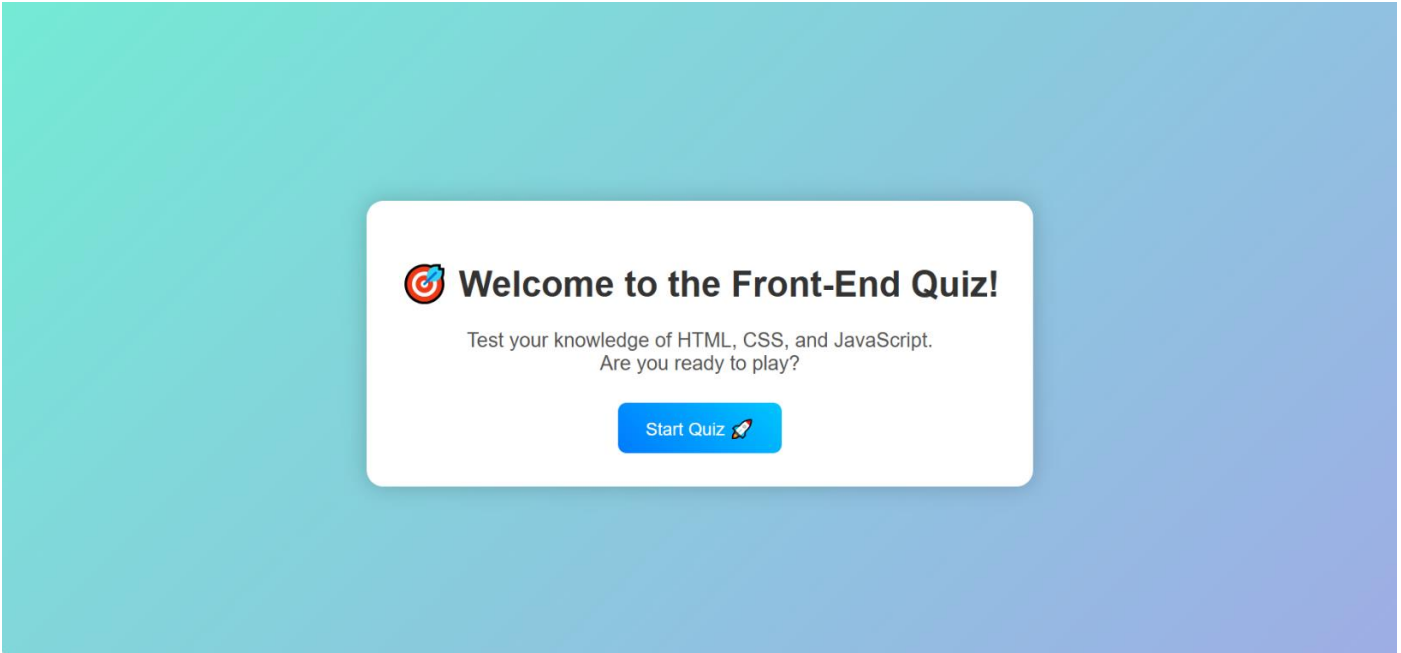 🎯 Welcome to the Front-End Quiz!
Test your knowledge of HTML, CSS, and JavaScript.
Are you ready to play?
Start Quiz 🚀